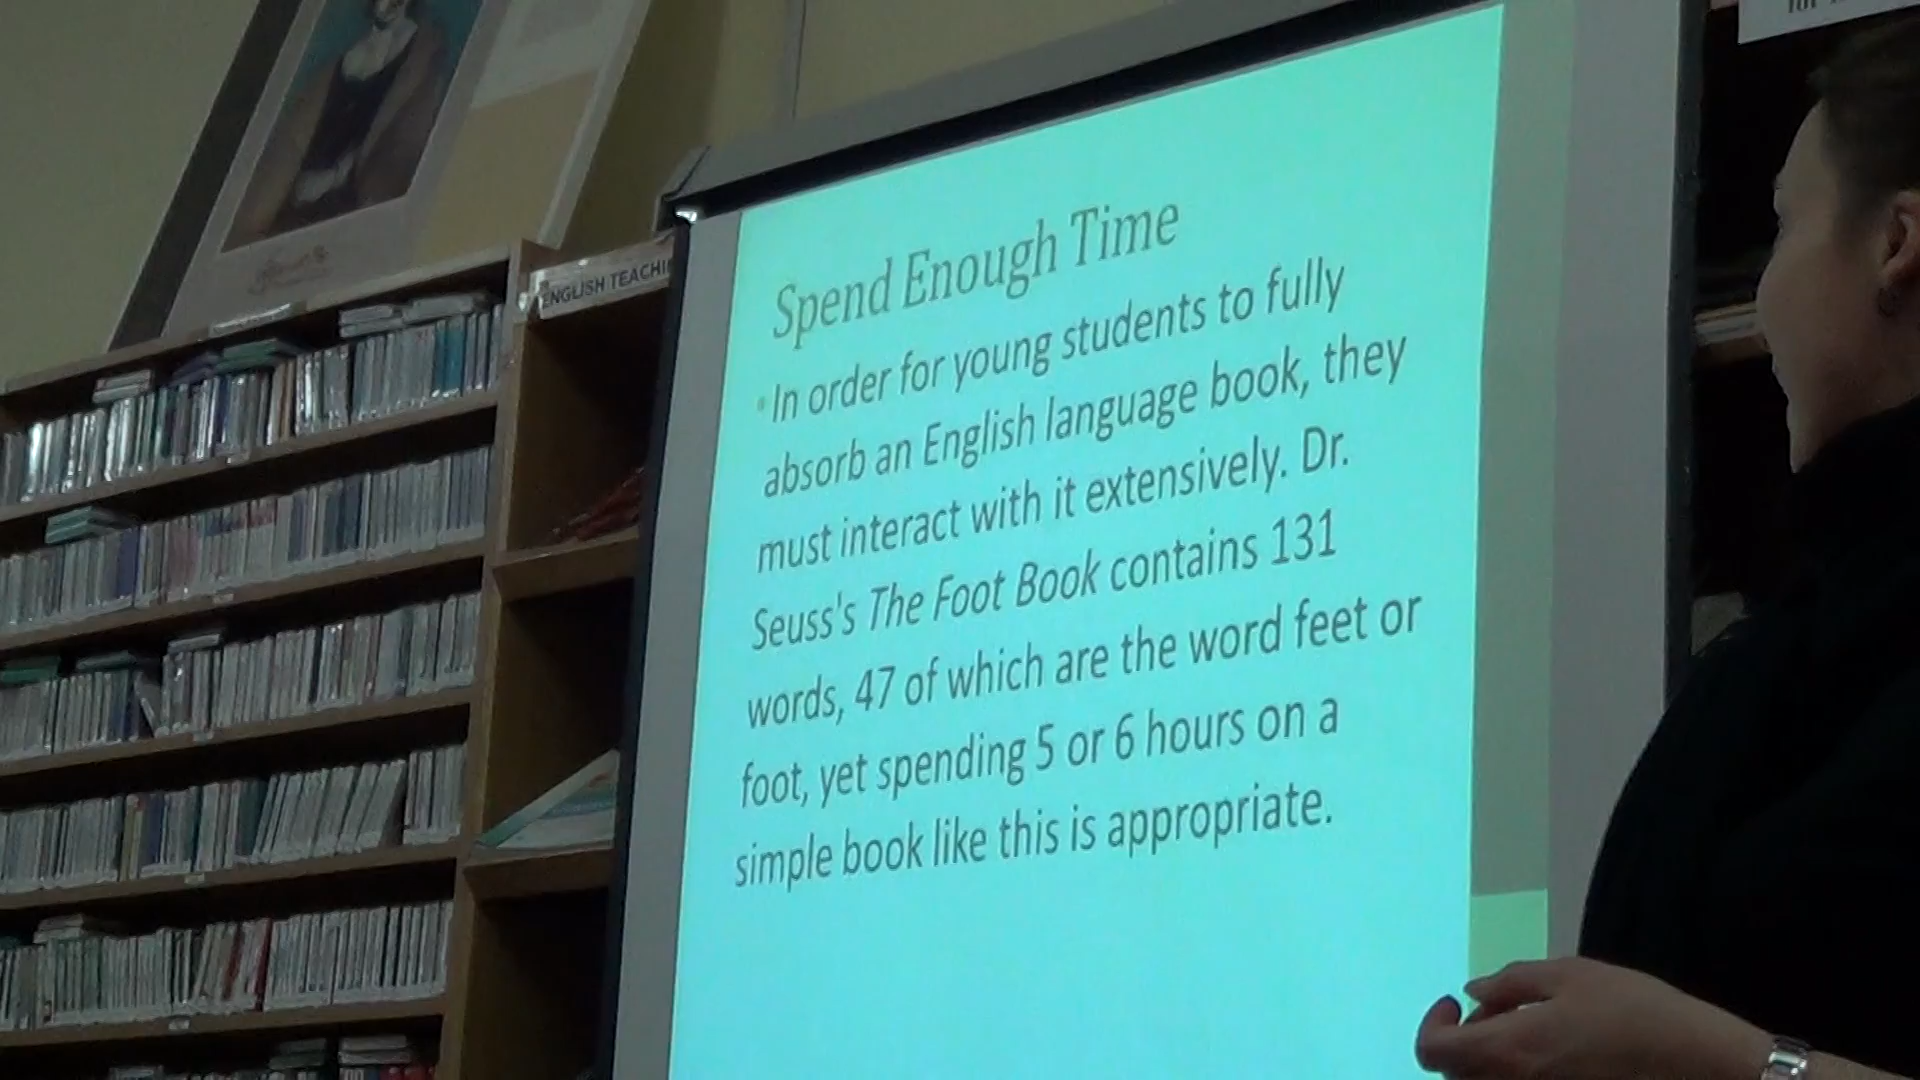 ENGLISH TEACHI
Spend Enough Time
• In order for young students to fully
absorb an English language book, they
must interact with it extensively. Dr.
Seuss's The Foot Book contains 131
words, 47 of which are the word feet or
foot, yet spending 5 or 6 hours on a
simple book like this is appropriate.